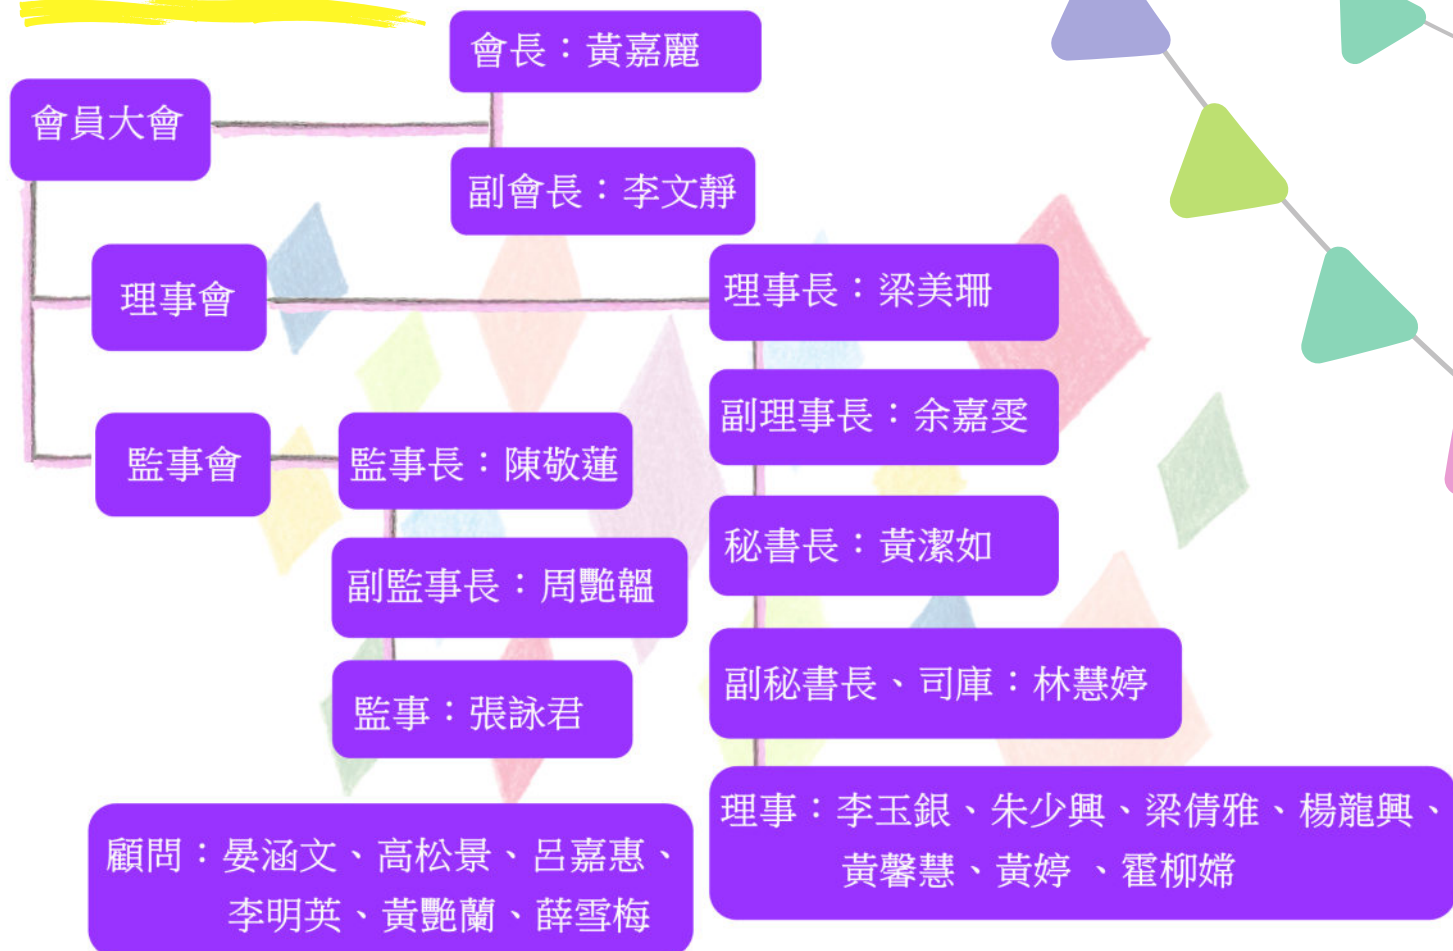 會長：黃嘉麗
會員大會
副會長：李文靜
理事會
理事長：梁美珊
副理事長：余嘉雯
監事會
監事長：陳敬蓮
秘書長：黃潔如
副監事長：周艷韞
副秘書長、司庫：林慧婷
監事：張詠君
理事：李玉銀、朱少興、梁倩雅、楊龍興、
黃馨慧、黃婷 、霍柳嫦
顧問：晏涵文、高松景、呂嘉惠、
李明英、黃艷蘭、薛雪梅